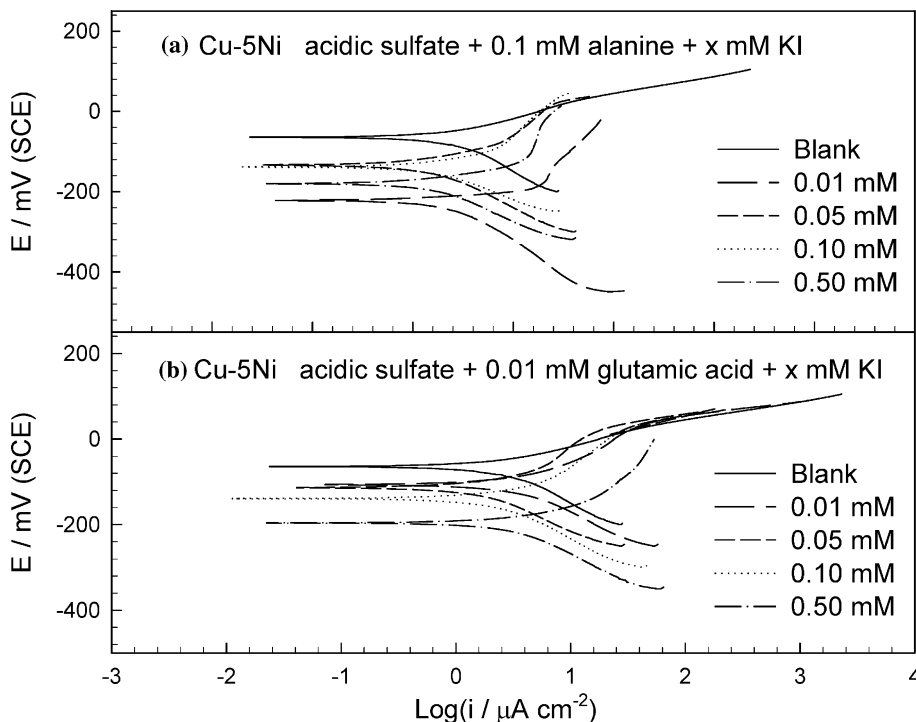 200
(a) Cu-5Ni acidic sulfate + 0.1 mM alanine + x mM KI
0
E / mV (SCE)
-200
-400
Blank
0.01 mM
0.05 mM
0.10 mM
0.50 mM
200
(b) Cu-5Ni acidic sulfate + 0.01 mM glutamic acid + x mM KI
0
E / mV (SCE)
-200
-400
Blank
0.01 mM
0.05 mM
0.10 mM
0.50 mM
-3 -2 -1 0 1 2 3 4
Log(i / µA cm-2)